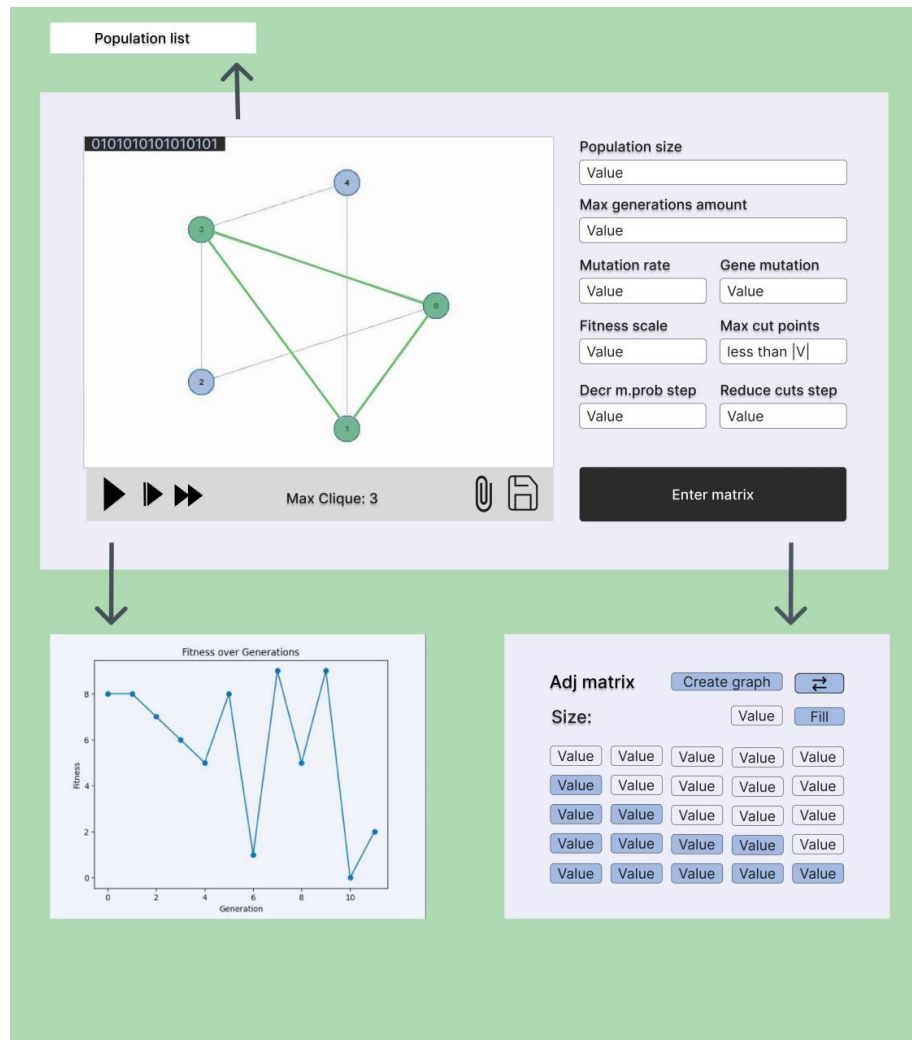 Population list
0101010101010101
4
3
0
2
1
Max Clique: 3
Population size
Value
Max generations amount
Value
Mutation rate Gene mutation
Value Value
Fitness scale Max cut points
Value less than |V|
Decr m.prob step Reduce cuts step
Value Value
Enter matrix
Fitness over Generations
8
6
4
2
0
Fitness
0 2 4 6 8 10
Generation
Adj matrix Create graph
Size: Value Fill
Value Value Value Value Value
Value Value Value Value Value
Value Value Value Value Value
Value Value Value Value Value
Value Value Value Value Value